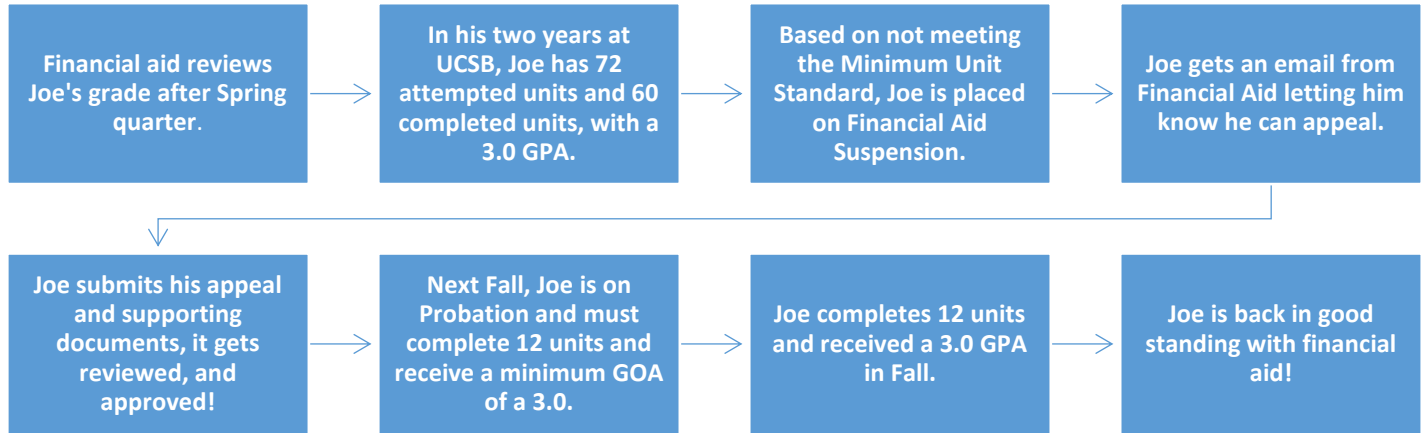 Financial aid reviews
Joe's grade after Spring
quarter.
In his two years at
UCSB, Joe has 72
attempted units and 60
completed units, with a
3.0 GPA.
Based on not meeting
the Minimum Unit
Standard, Joe is placed
on Financial Aid
Suspension.
Joe gets an email from
Financial Aid letting him
know he can appeal.
Joe submits his appeal
and supporting
documents, it gets
reviewed, and
approved!
Next Fall, Joe is on
Probation and must
complete 12 units and
receive a minimum GOA
of a 3.0.
Joe completes 12 units
and received a 3.0 GPA
in Fall.
Joe is back in good
standing with financial
aid!